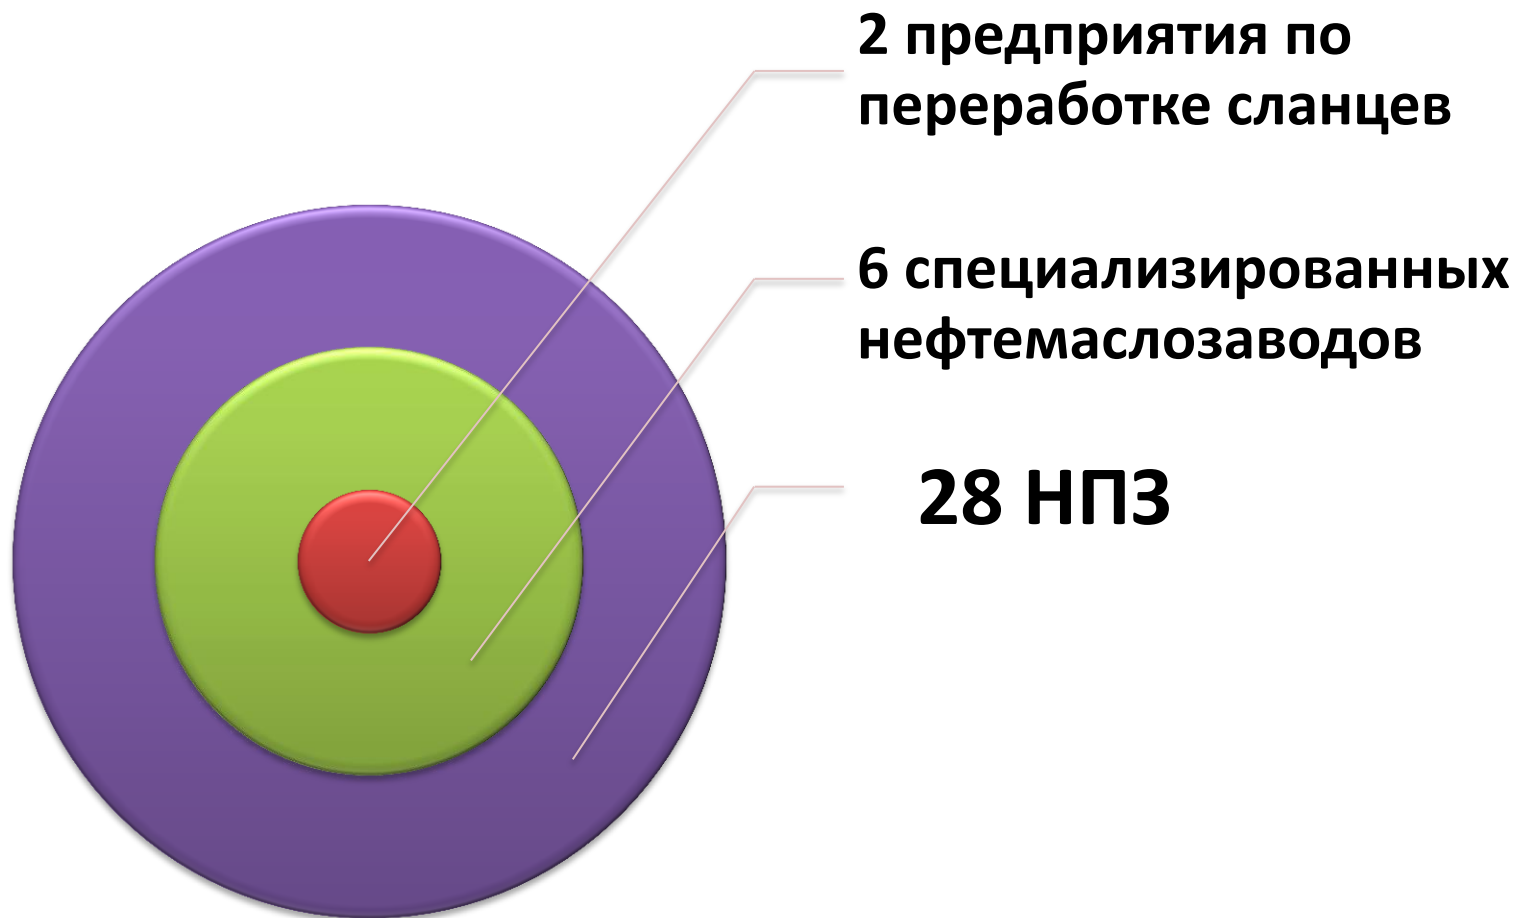 2 предприятия по
переработке сланцев
6 специализированных
нефтемаслозаводов
28 НПЗ